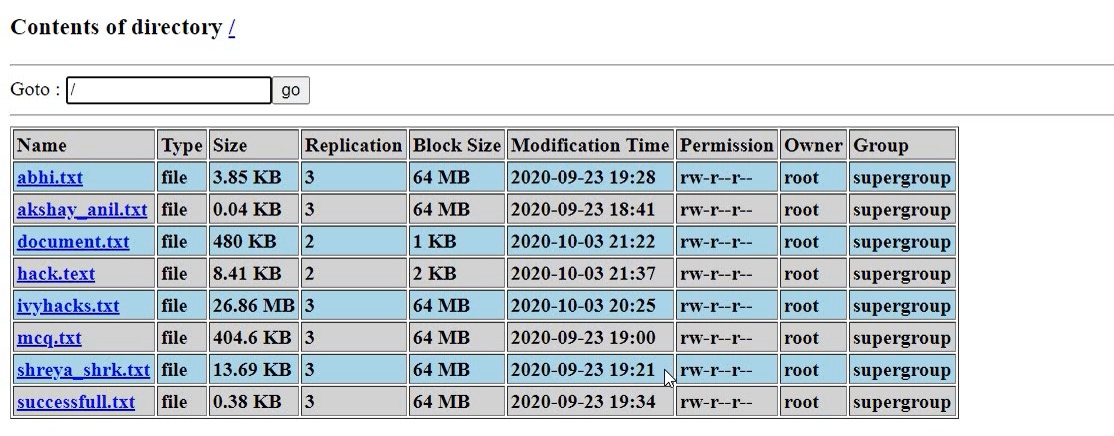 Contents of directory /
Goto : / go
Name Type Size Replication Block Size Modification Time Permission Owner Group
abhi.txt file 3.85 KB 3 64 MB 2020-09-23 19:28 rw-r--r-- root supergroup
akshay_anil.txt file 0.04 KB 3 64 MB 2020-09-23 18:41 rw-r--r-- root supergroup
document.txt file 480 KB 2 1 KB 2020-10-03 21:22 rw-r--r-- root supergroup
hack.text file 8.41 KB 2 2 KB 2020-10-03 21:37 rw-r--r-- root supergroup
ivyhacks.txt file 26.86 MB 3 64 MB 2020-10-03 20:25 rw-r--r-- root supergroup
mcq.txt file 404.6 KB 3 64 MB 2020-09-23 19:00 rw-r--r-- root supergroup
shreya_shrk.txt file 13.69 KB 3 64 MB 2020-09-23 19:21 rw-r--r-- root supergroup
successfull.txt file 0.38 KB 3 64 MB 2020-09-23 19:34 rw-r--r-- root supergroup